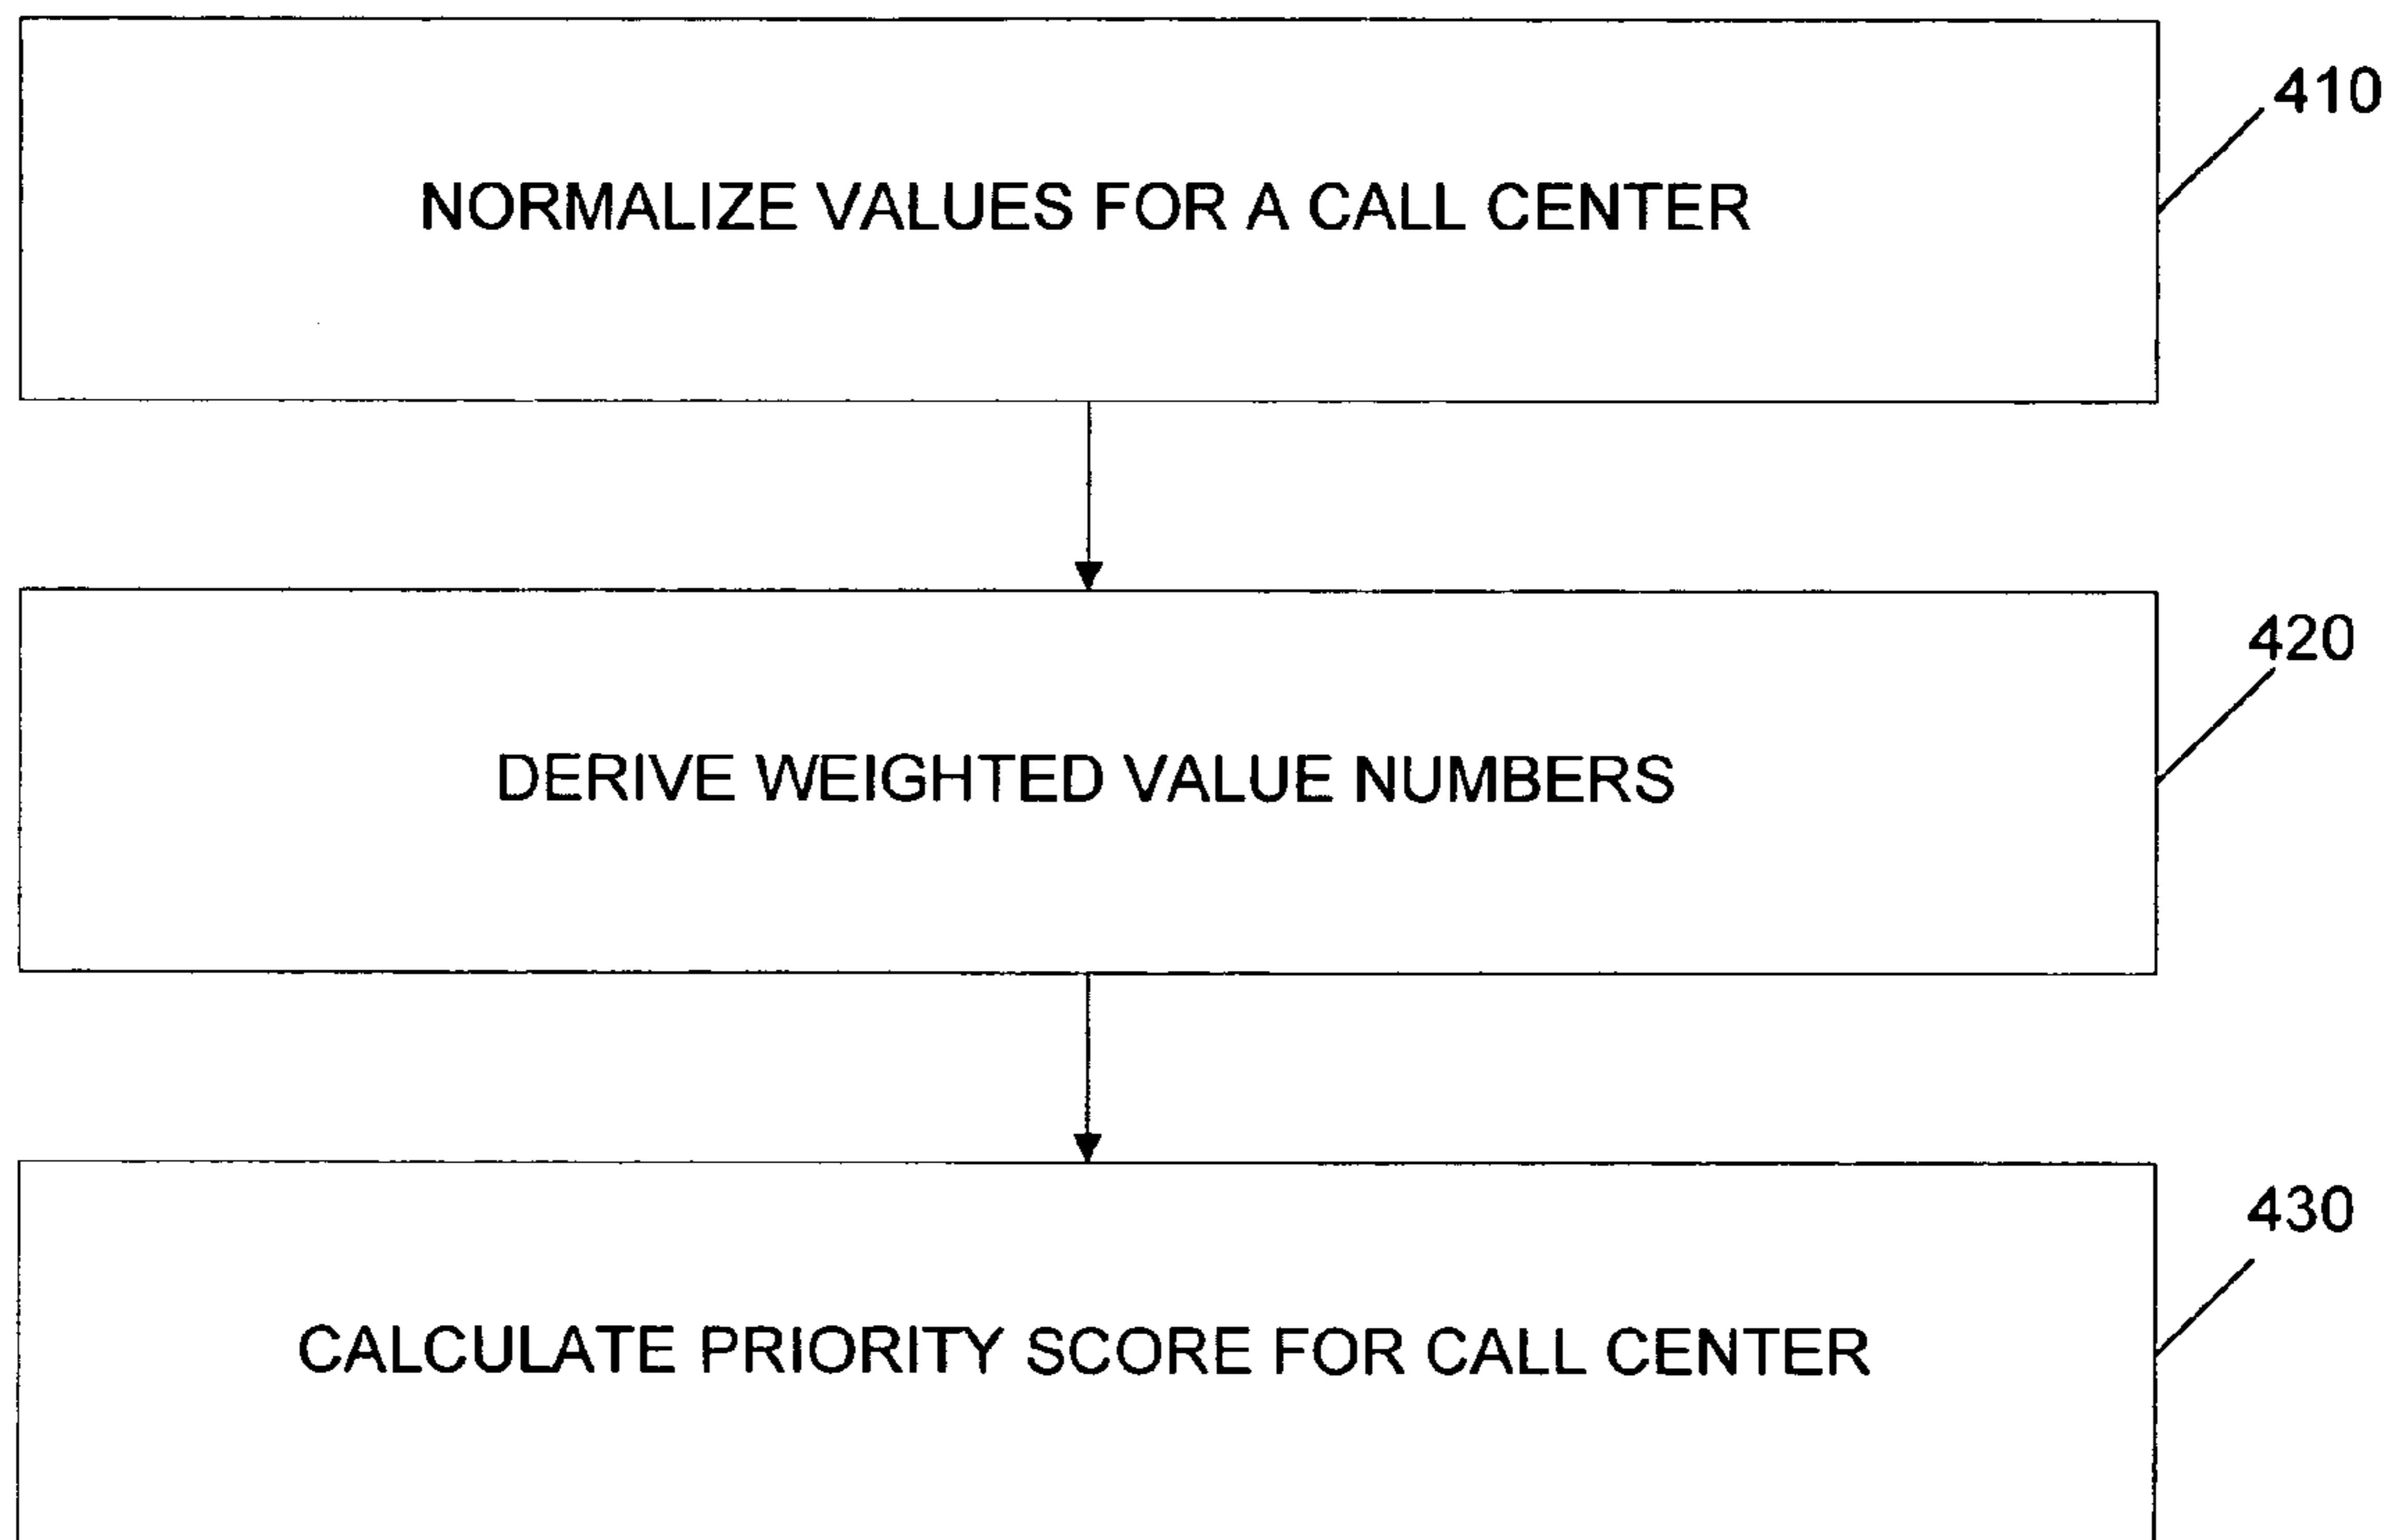 410
NORMALIZE VALUES FOR A CALL CENTER
420
DERIVE WEIGHTED VALUE NUMBERS
430
CALCULATE PRIORITY SCORE FOR CALL CENTER